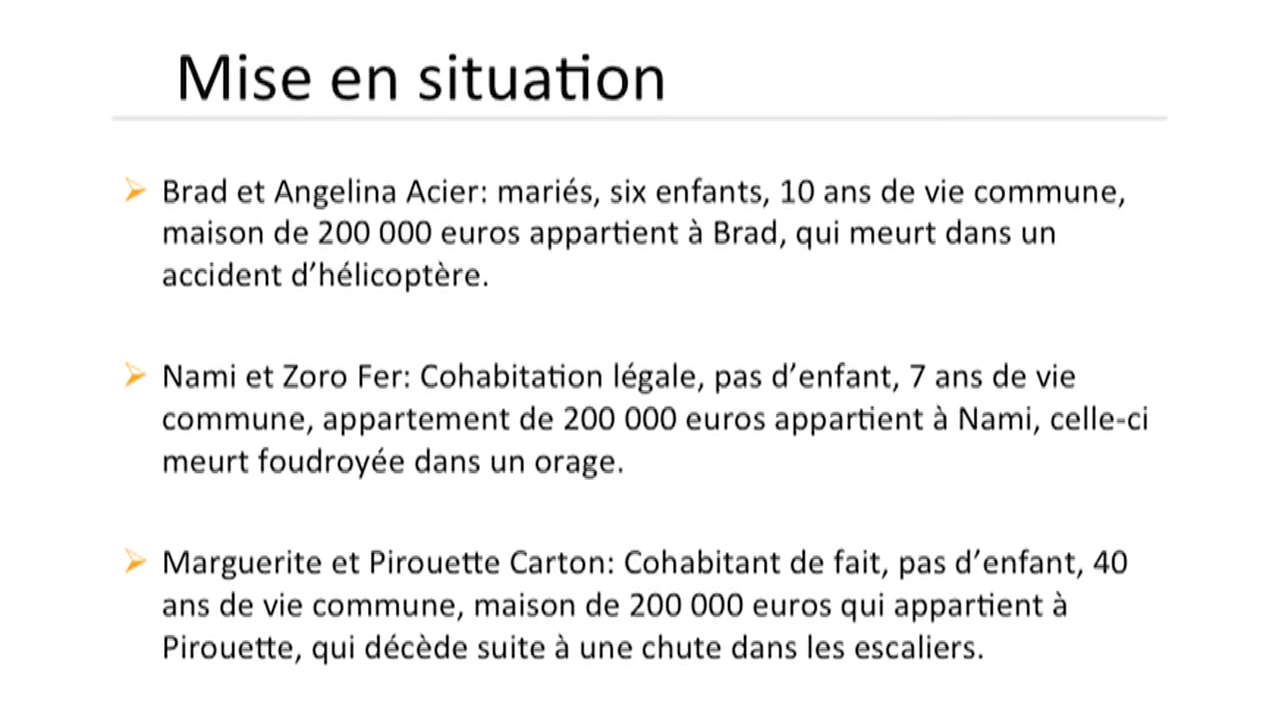 Mise en situation
Brad et Angelina Acier: mariés, six enfants, 10 ans de vie commune,
maison de 200 000 euros appartient à Brad, qui meurt dans un
accident d’hélicoptère.
Nami et Zoro Fer: Cohabitation légale, pas d’enfant, 7 ans de vie
commune, appartement de 200 000 euros appartient à Nami, celle-ci
meurt foudroyée dans un orage.
Marguerite et Pirouette Carton: Cohabitant de fait, pas d’enfant, 40
ans de vie commune, maison de 200 000 euros qui appartient à
Pirouette, qui décède suite à une chute dans les escaliers.